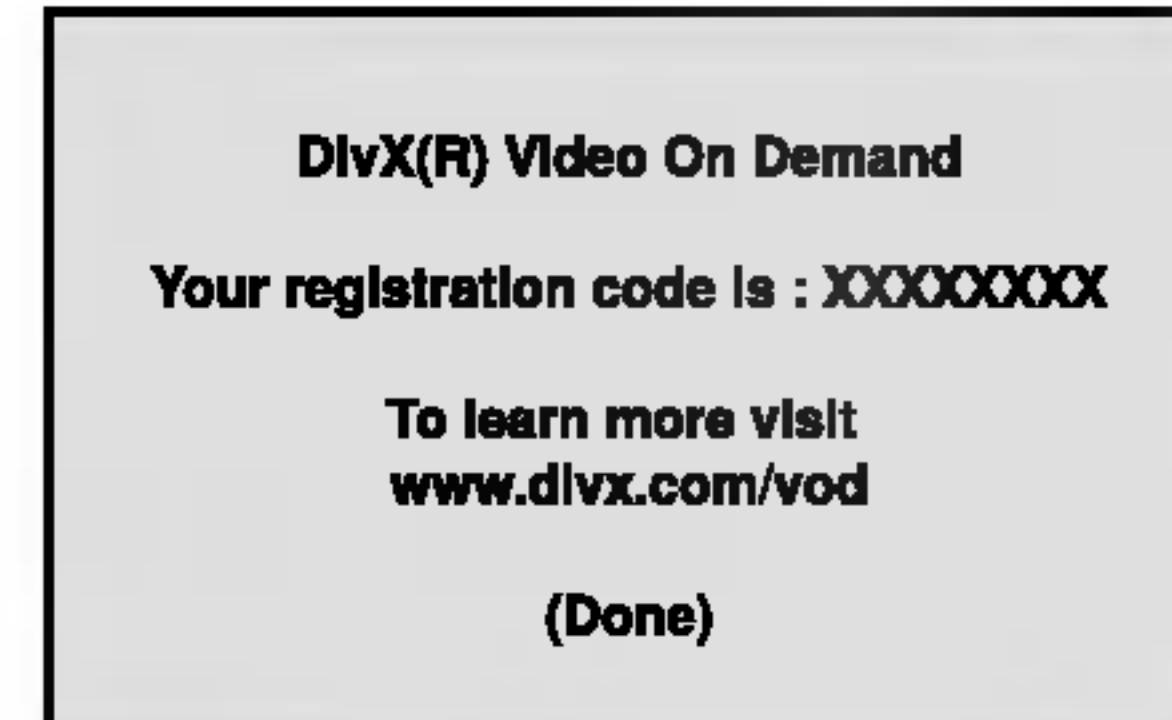 DivX(R) Video On Demand
Your registration code is : XXXXXXXX
To learn more visit
www.divx.com/vod
(Done)